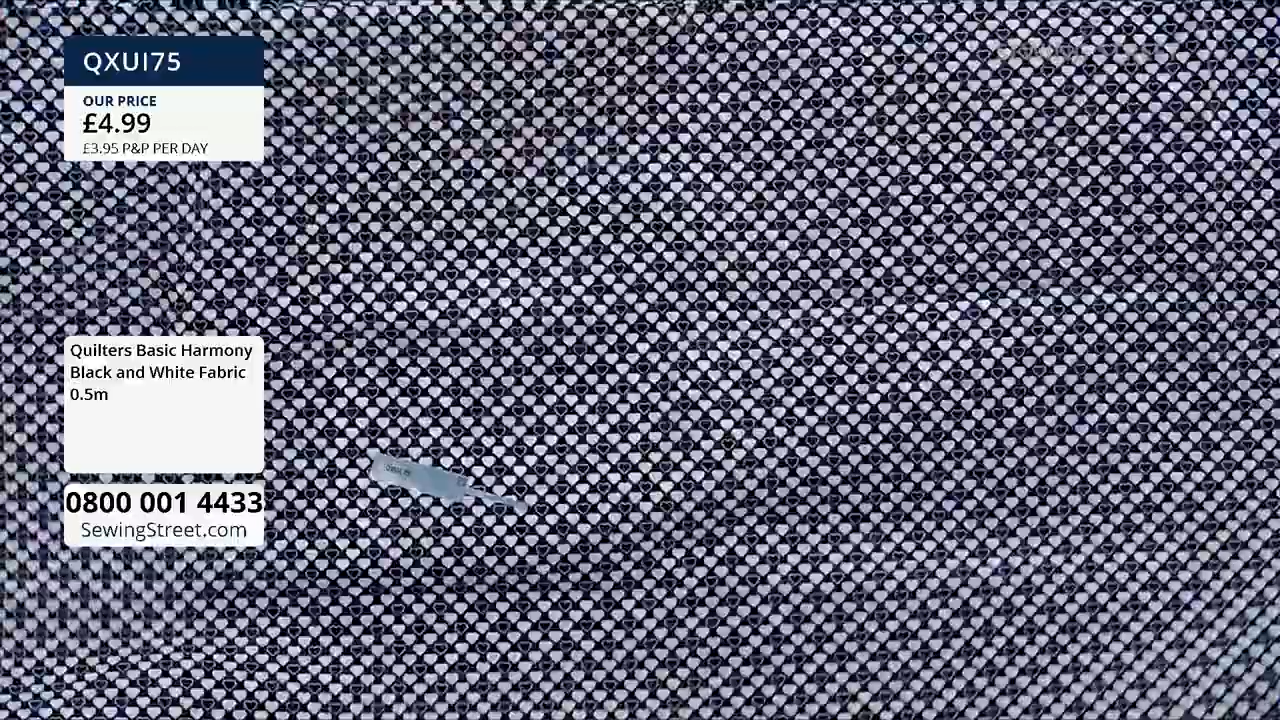 QXUI75
OUR PRICE
£4.99
£3.95 P&P PER DAY
Quilters Basic Harmony
Black and White Fabric
0.5m
0800 001 4433
SewingStreet.com